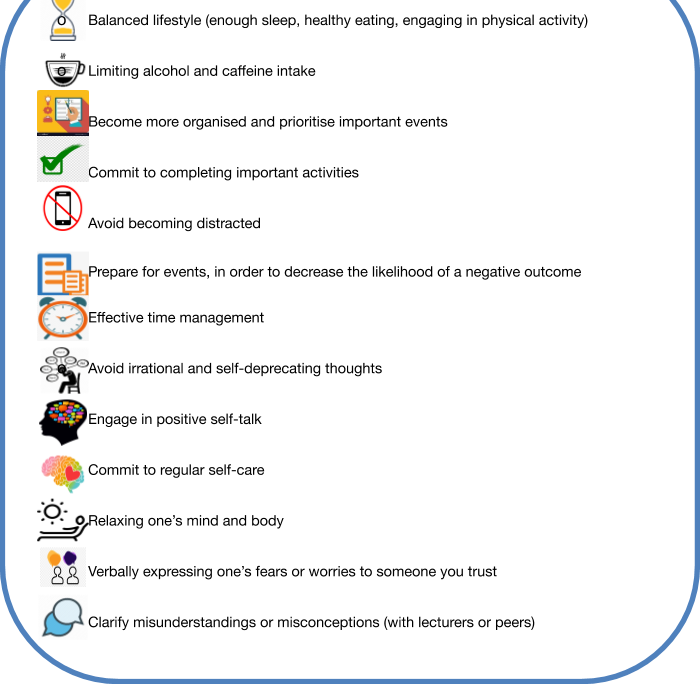 Balanced lifestyle (enough sleep, healthy eating, engaging in physical activity)
Limiting alcohol and caffeine intake
Become more organised and prioritise important events
Commit to completing important activities
Avoid becoming distracted
Prepare for events, in order to decrease the likelihood of a negative outcome
Effective time management
Avoid irrational and self-deprecating thoughts
Engage in positive self-talk
Commit to regular self-care
Relaxing one’s mind and body
Verbally expressing one’s fears or worries to someone you trust
Clarify misunderstandings or misconceptions (with lecturers or peers)